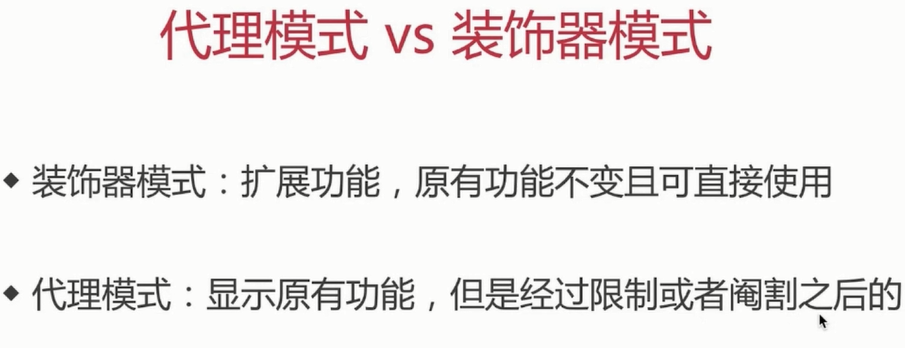 代理模式 vs 装饰器模式
◆ 装饰器模式：扩展功能，原有功能不变且可直接使用
◆ 代理模式：显示原有功能，但是经过限制或者阉割之后的